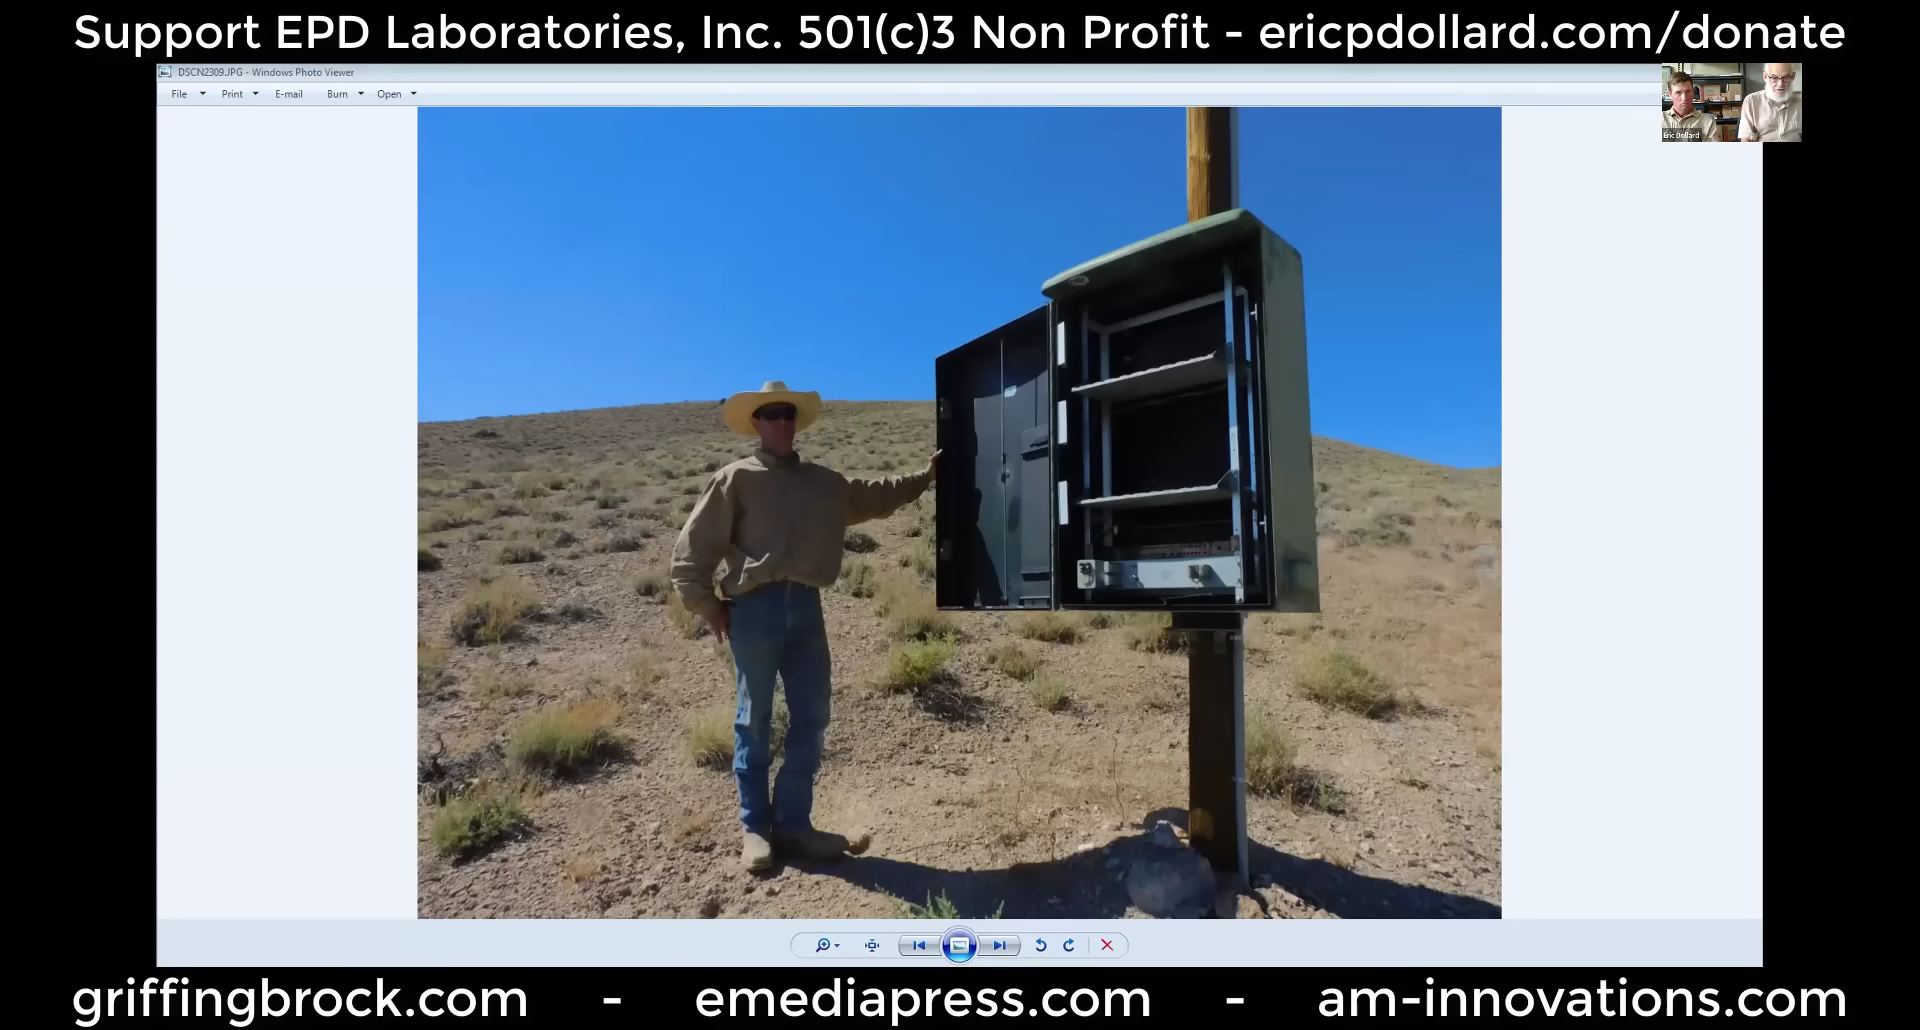 Support EPD Laboratories, Inc. 501(c)3 Non Profit - ericpdollard.com/donate
DSCN2309.JPG - Windows Photo Viewer
File Print E-mail Burn Open
Eric Dollard
griffingbrock.com - emediapress.com - am-innovations.com